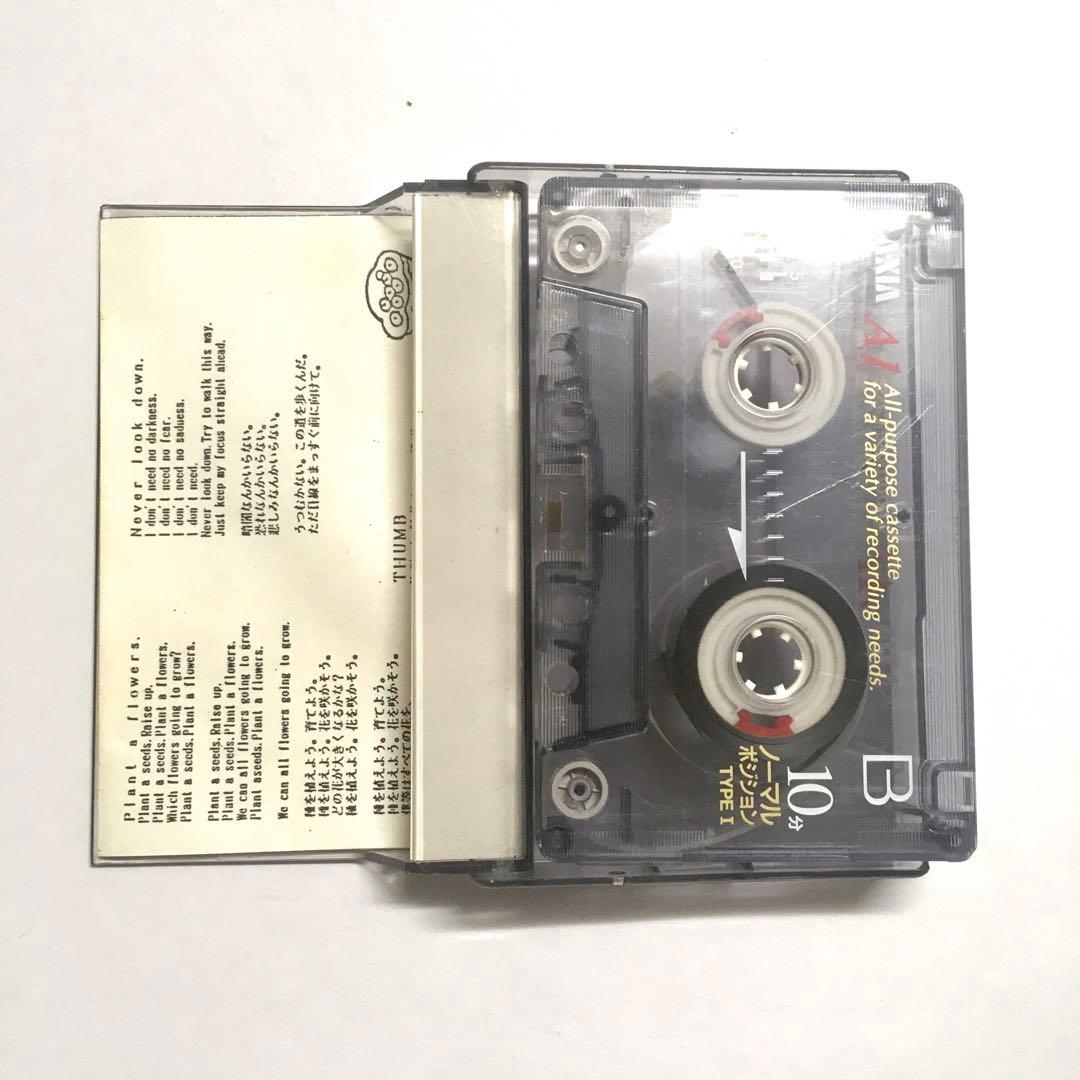 Plant a flowers.
Plant a seeds.Raise up.
Plant a seeds.Plant a flowers.
Which flowers going to grow?
Plant a seeds.Plant a flowers.
Plant a seeds.Raise up.
Plant a seeds.Plant a flowers.
We can all flowers going to grow.
Plant aseeds.Plant a flowers.
We can all flowers going to grow.
種を植えよう。育てよう。
種を植えよう。花を咲かそう。
どの花が大きくなるかな?
種を植えよう。花を咲かそう。
種を植えよう。育てよう。
種を植えよう。花を咲かそう。
Never look down.
I don't need no darkness.
I don't need no fear.
I don't need no sadness.
I don't need.
Never look down.Try to walk this way.
Just keep my focus straight ahead.
暗闇なんかいらない。
恐れなんかいらない。
悲しみなんかいらない。
うつむかない。この道を歩くんだ。
ただ目線をまっすぐ前に向けて。
THUMB
AXIA
A1
All-purpose cassette
for a variety of recording needs.
B
10分
ノーマル
ポジション
TYPE I